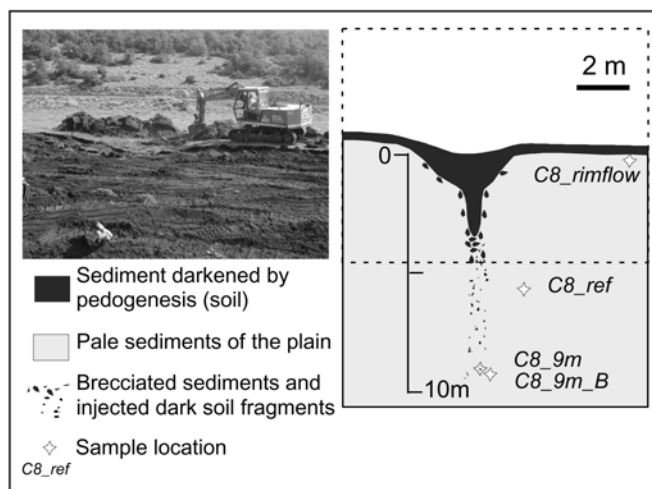 2 m
0
C8_rimflow
C8_ref
C8_9m
C8_9m_B
10m
Sediment darkened by
pedogenesis (soil)
Pale sediments of the plain
Brecciated sediments and
injected dark soil fragments
Sample location
C8_ref